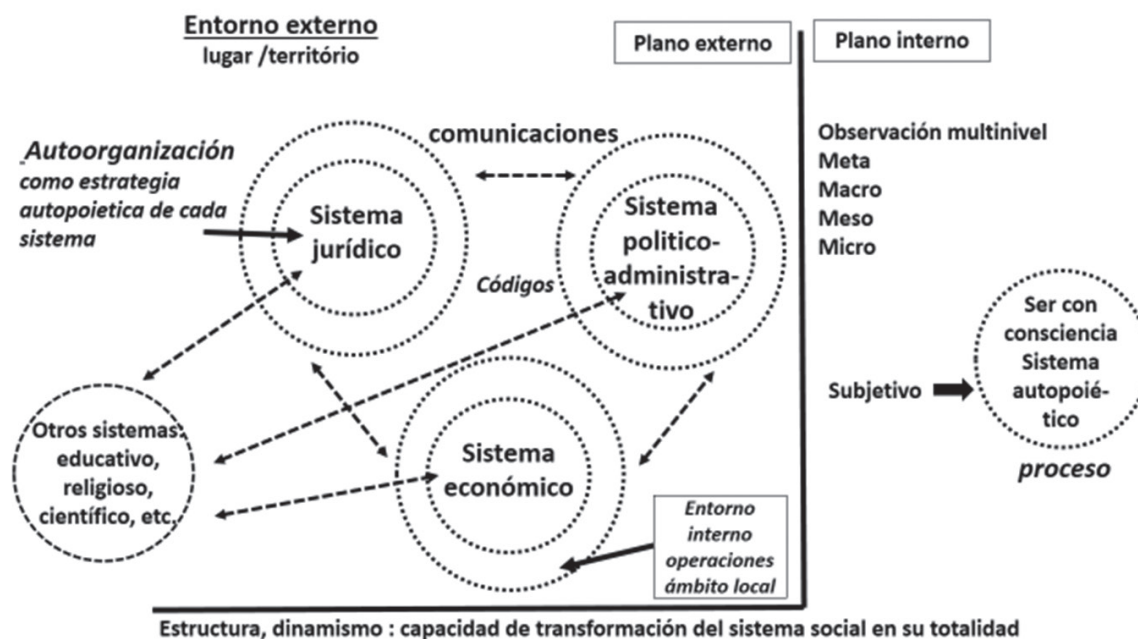 Entorno externo
lugar /território
Plano externo
Plano interno
comunicaciones
Autoorganización
como estrategia
autopoietica de cada
sistema
Sistema
jurídico
Sistema
politico-
administra-
tivo
Códigos
Observación multinivel
Meta
Macro
Meso
Micro
Ser con
consciencia
Sistema
autopoié-
tico
Subjetivo
proceso
Otros sistemas:
educativo,
religioso,
científico, etc.
Sistema
económico
Entorno
interno
operaciones
ámbito local
Estructura, dinamismo : capacidad de transformación del sistema social en su totalidad